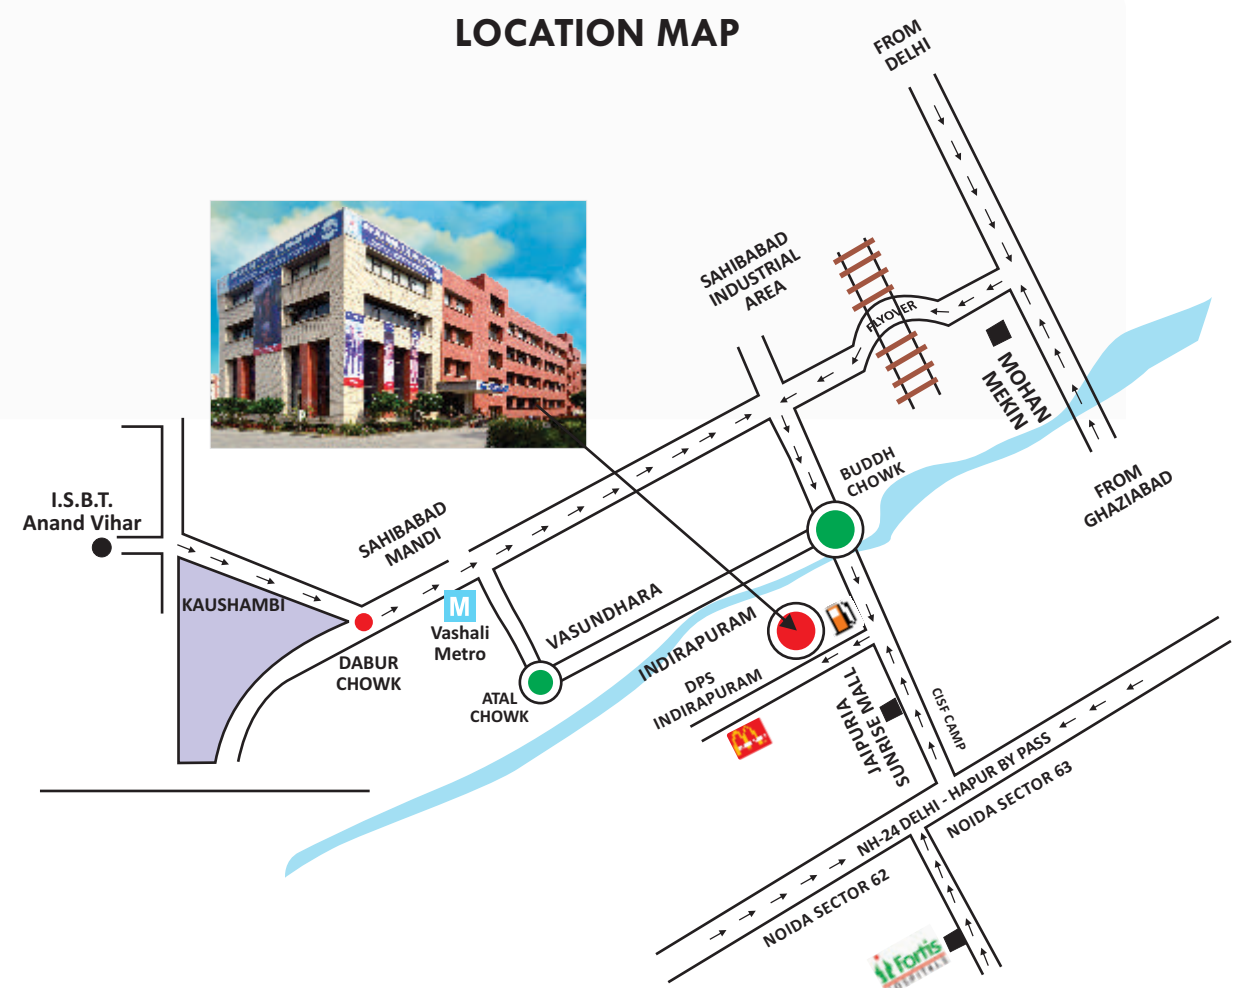 LOCATION MAP
FROM
DELHI
SAHIBABAD
INDUSTRIAL
AREA
FLYOVER
MOHAN
MEKIN
BUDDH
CHOWK
FROM
GHAZIABAD
I.S.B.T.
Anand Vihar
SAHIBABAD
MANDI
KAUSHAMBI
M
Vashali
Metro
VASUNDHARA
DABUR
CHOWK
ATAL
CHOWK
INDIRAPURAM
DPS
INDIRAPURAM
JAIPURIA
SUNRISE MALL
CISF CAMP
NH-24 DELHI - HAPUR BY PASS
NOIDA SECTOR 63
NOIDA SECTOR 62
Fortis